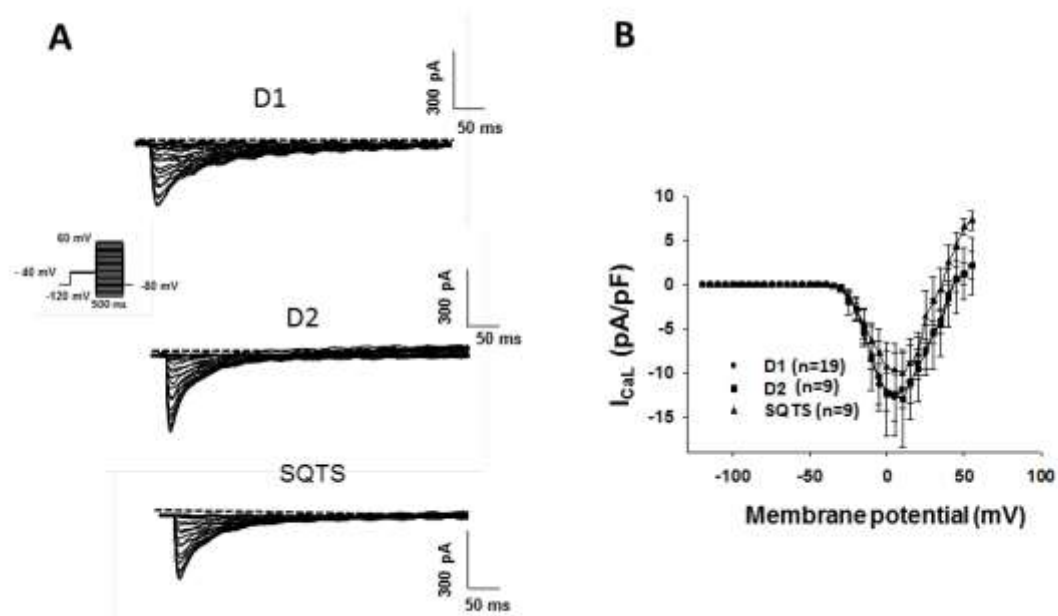 A
D1
300 pA
50 ms
60 mV
- 40 mV
-120 mV
-80 mV
500 ms
D2
300 pA
50 ms
SQTS
300 pA
50 ms
B
10
5
0
-5
-10
-15
-100
-50
0
50
100
I CaL (pA/pF)
D1 (n=19)
D2 (n=9)
SQTS (n=9)
Membrane potential (mV)